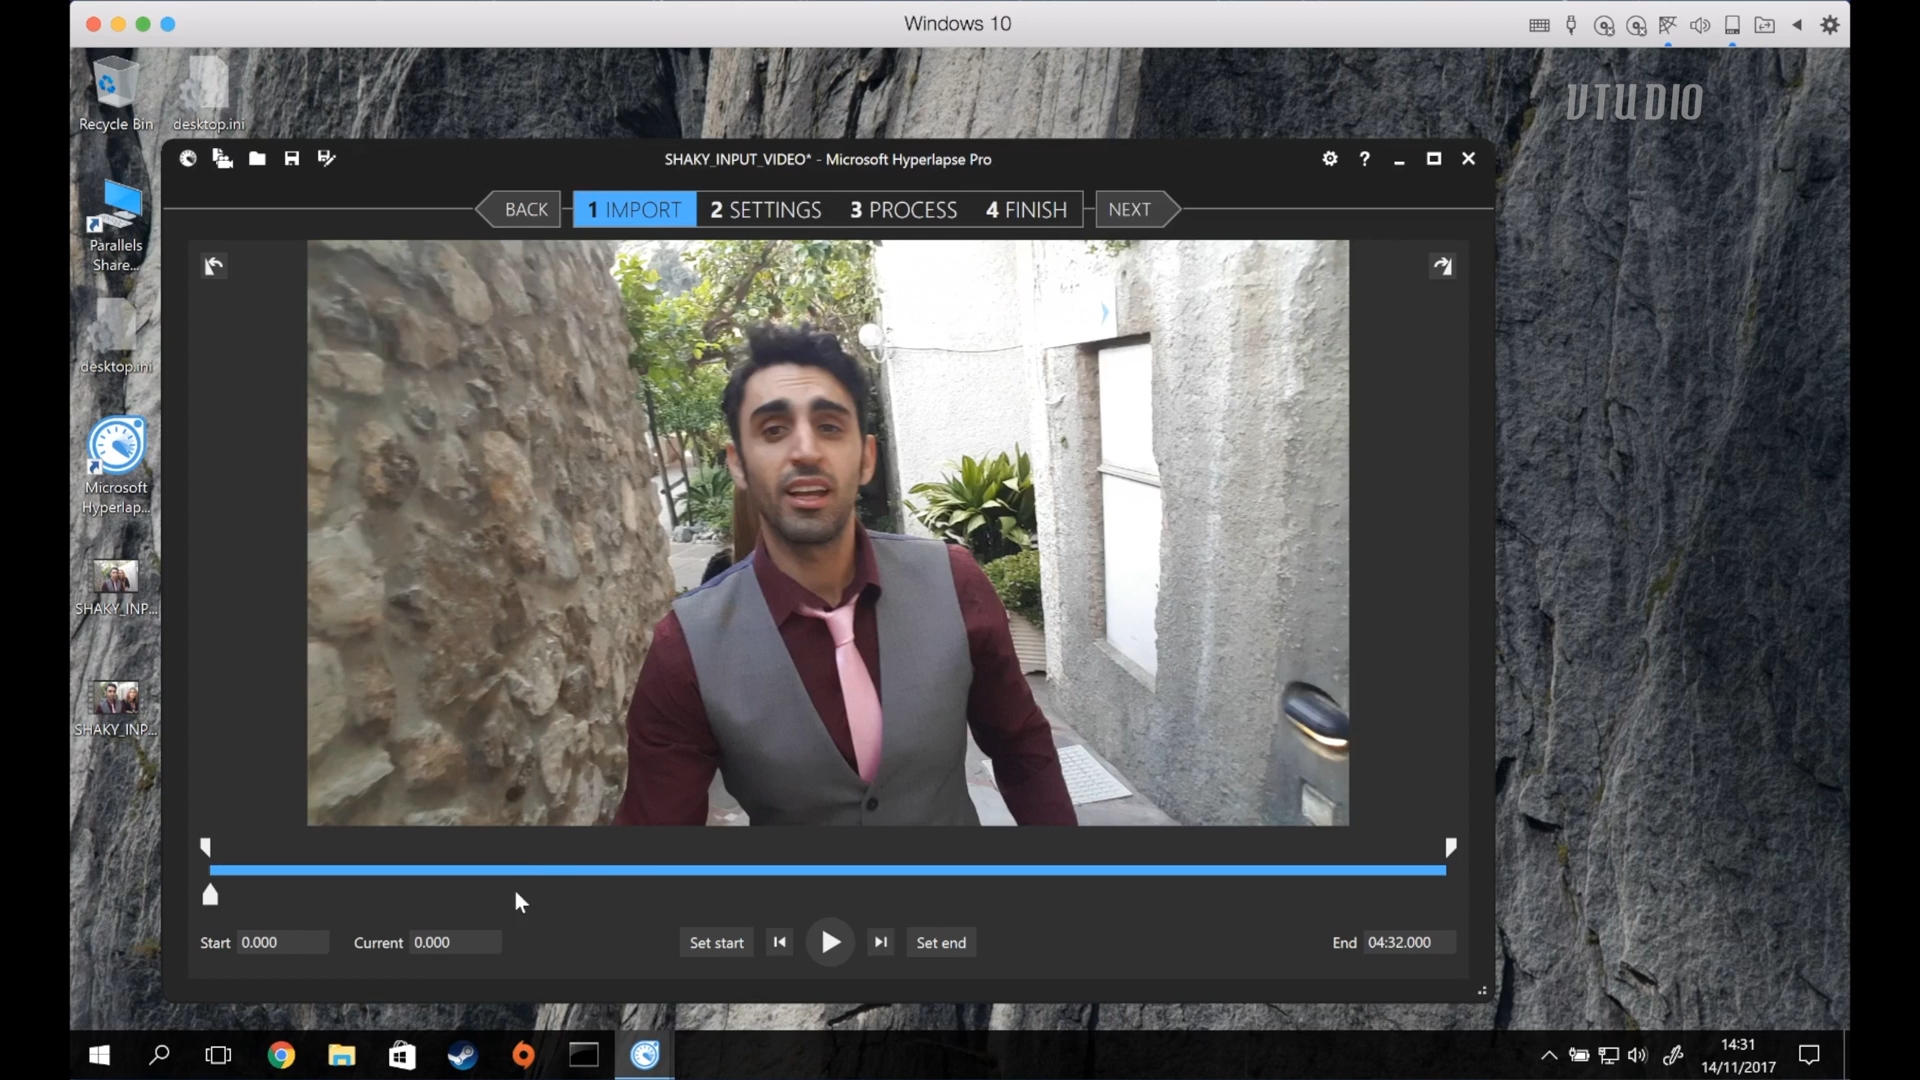 Windows 10
VTUDIO
Recycle Bin
desktop.ini
SHAKY_INPUT_VIDEO* - Microsoft Hyperlapse Pro
?
BACK
1 IMPORT
2 SETTINGS
3 PROCESS
4 FINISH
NEXT
Parallels
Share...
desktop.ini
Microsoft
Hyperlap...
SHAKY_INP...
SHAKY_INP...
Start 0.000
Current 0.000
Set start
Set end
End 04:32.000
14:31
14/11/2017